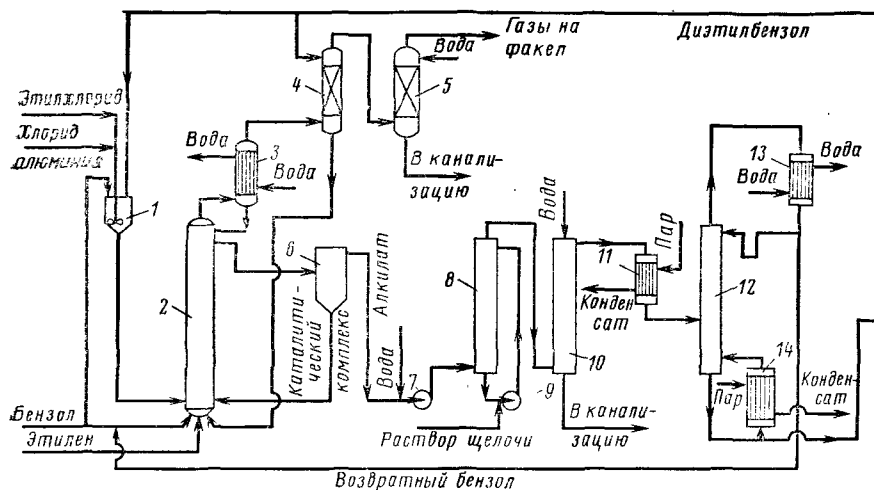 Газы на
факел
Диэтилбензол
Вода
4
5
Этилхлорид
Хлорид
алюминия
Вода
3
Вода
В канали-
зацию
13
Вода
Вода
1
2
6
Каталити-
ческий
комплекс
Алкилат
Вода
7
8
Вода
Пар
11
Конден-
сат
12
10
9
14
Пар
Конден-
сат
Бензол
Этилен
Раствор щелочи
В канали-
зацию
Возвратный бензол